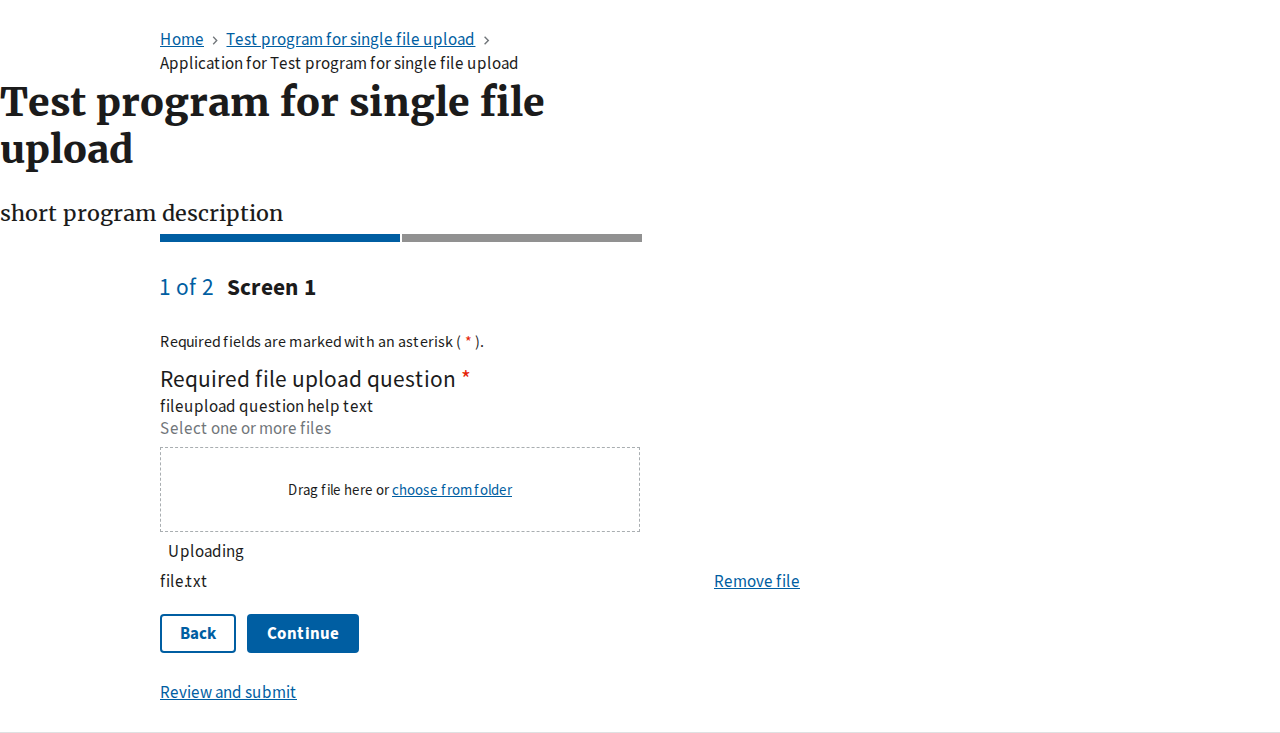 Home > Test program for single file upload >
Application for Test program for single file upload
Test program for single file
upload
short program description
1 of 2 Screen 1
Required fields are marked with an asterisk ( * ).
Required file upload question *
fileupload question help text
Select one or more files
Drag file here or choose from folder
Uploading
file.txt Remove file
Back Continue
Review and submit